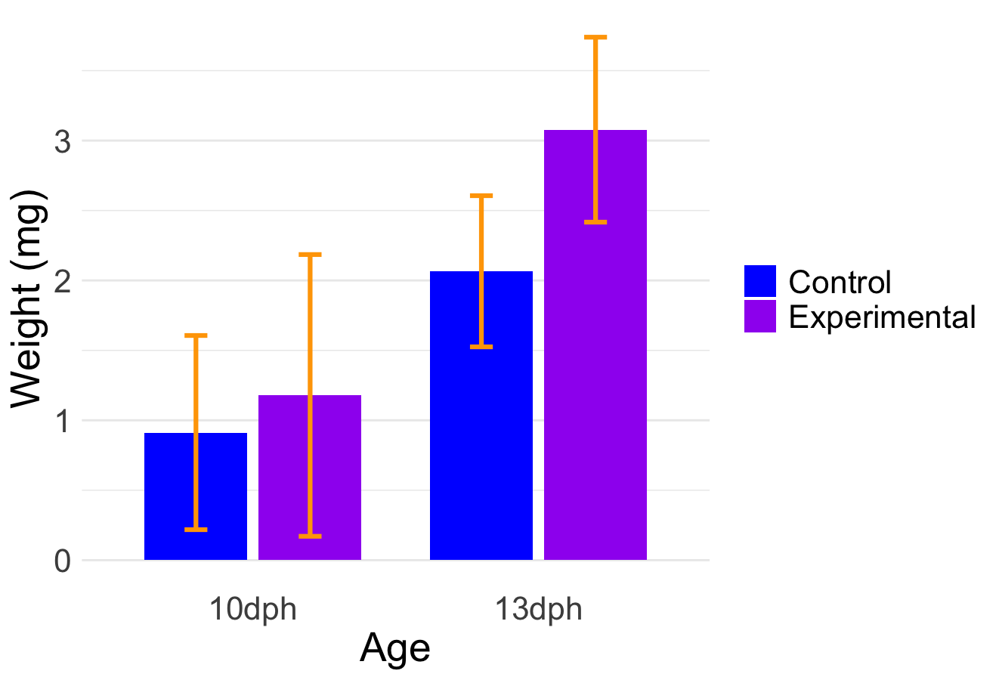 Weight (mg)
3
2
1
0
10dph 13dph
Age
Control
Experimental